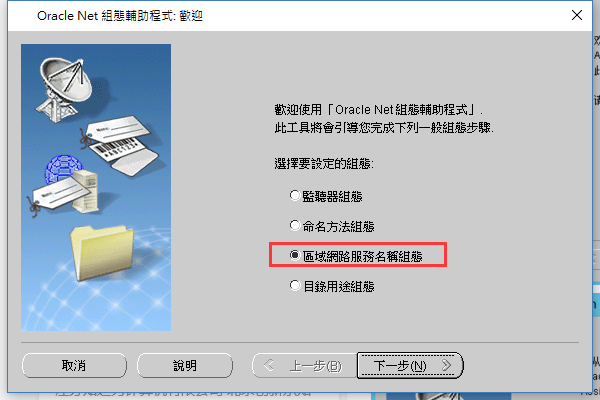 Oracle Net 組態輔助程式: 歡迎
歡迎使用「Oracle Net 組態輔助程式」.
此工具將會引導您完成下列一般組態步驟.
選擇要設定的組態:
監聽器組態
命名方法組態
區域網路服務名稱組態
目錄用途組態
取消
說明
上一步(B)
下一步(N)